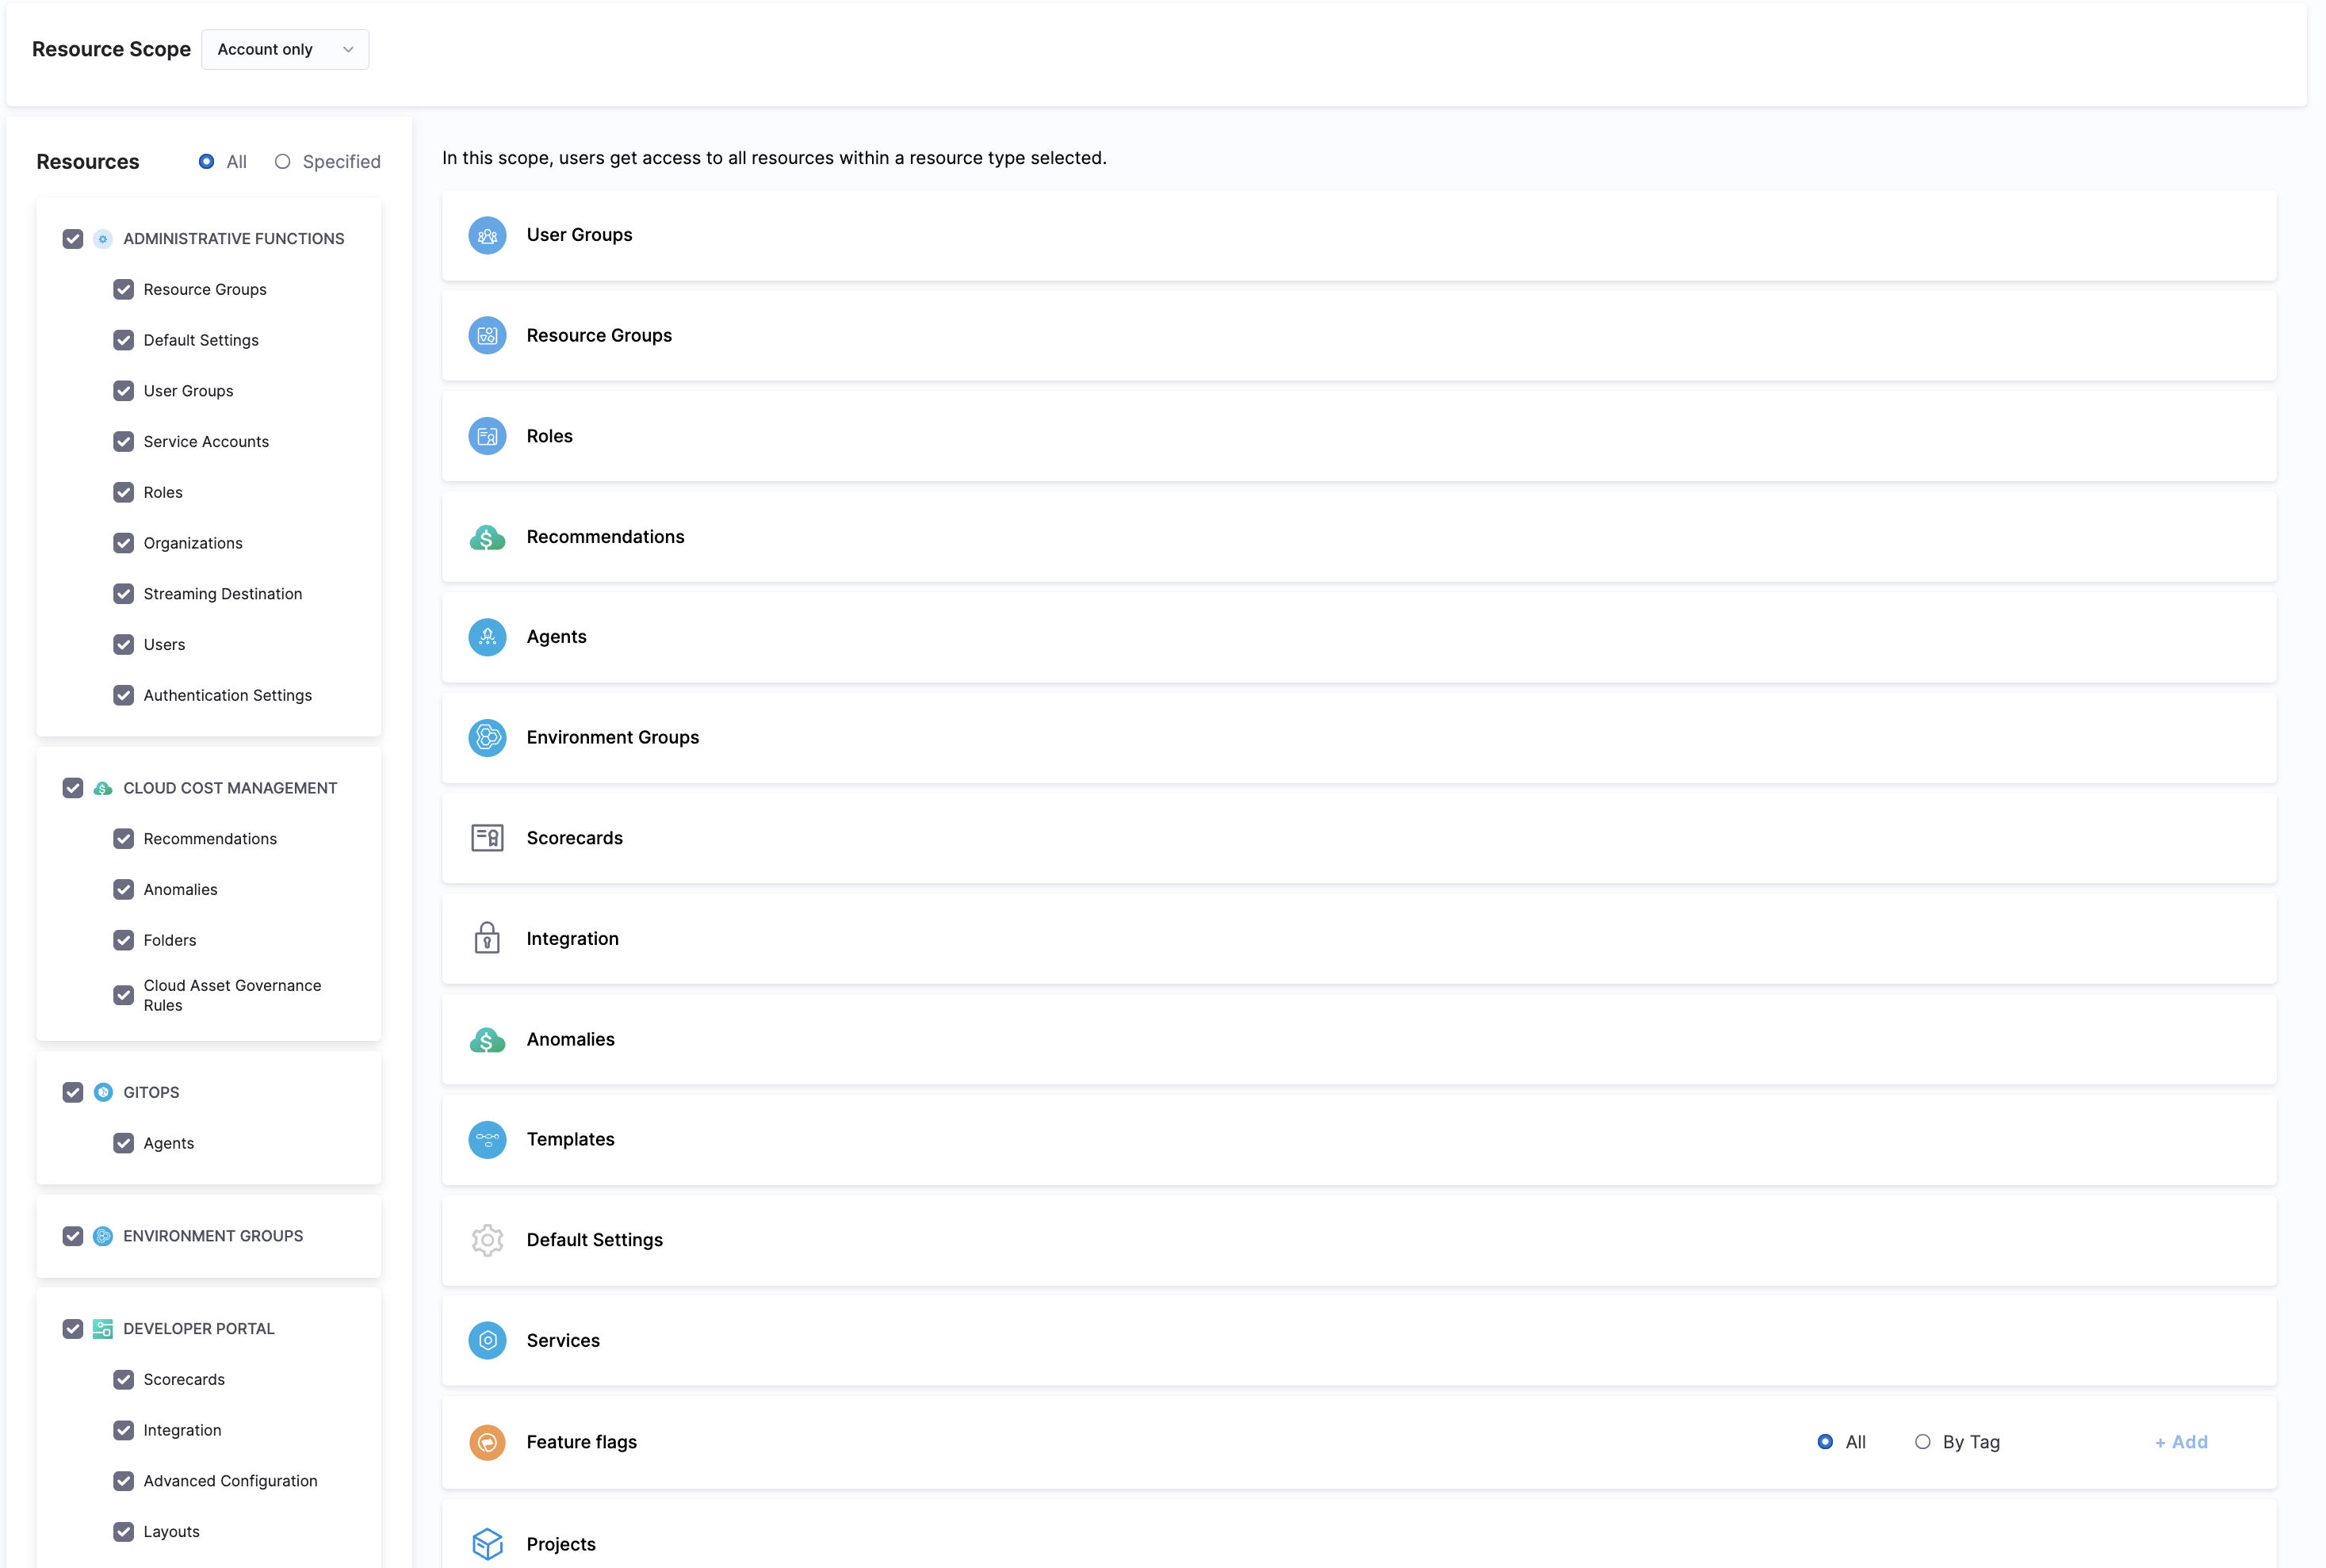 Resource Scope Account only
Resources All Specified
ADMINISTRATIVE FUNCTIONS
Resource Groups
Default Settings
User Groups
Service Accounts
Roles
Organizations
Streaming Destination
Users
Authentication Settings
CLOUD COST MANAGEMENT
Recommendations
Anomalies
Folders
Cloud Asset Governance
Rules
GITOPS
Agents
ENVIRONMENT GROUPS
DEVELOPER PORTAL
Scorecards
Integration
Advanced Configuration
Layouts
In this scope, users get access to all resources within a resource type selected.
User Groups
Resource Groups
Roles
Recommendations
Agents
Environment Groups
Scorecards
Integration
Anomalies
Templates
Default Settings
Services
Feature flags All By Tag + Add
Projects